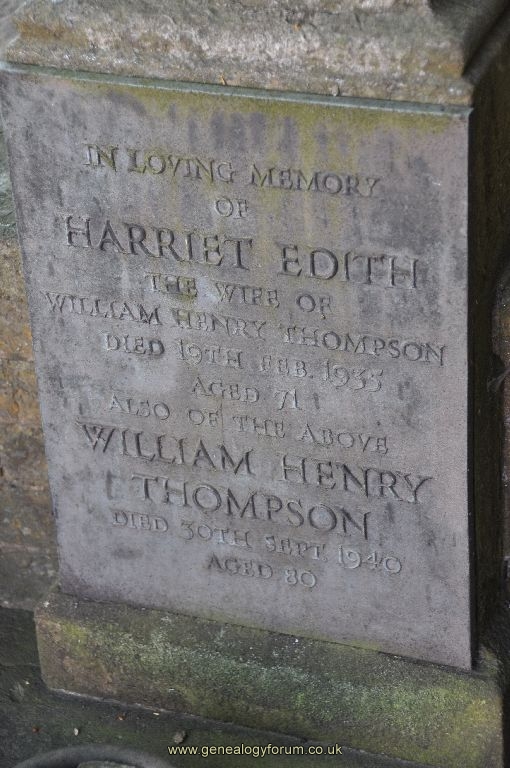 IN LOVING MEMORY
OF
HARRIET EDITH
THE WIFE OF
WILLIAM HENRY THOMPSON
DIED 19TH FEB. 1935
AGED 71
ALSO OF THE ABOVE
WILLIAM HENRY
THOMPSON
DIED 30TH SEPT. 1940
AGED 80
www.genealogyforum.co.uk